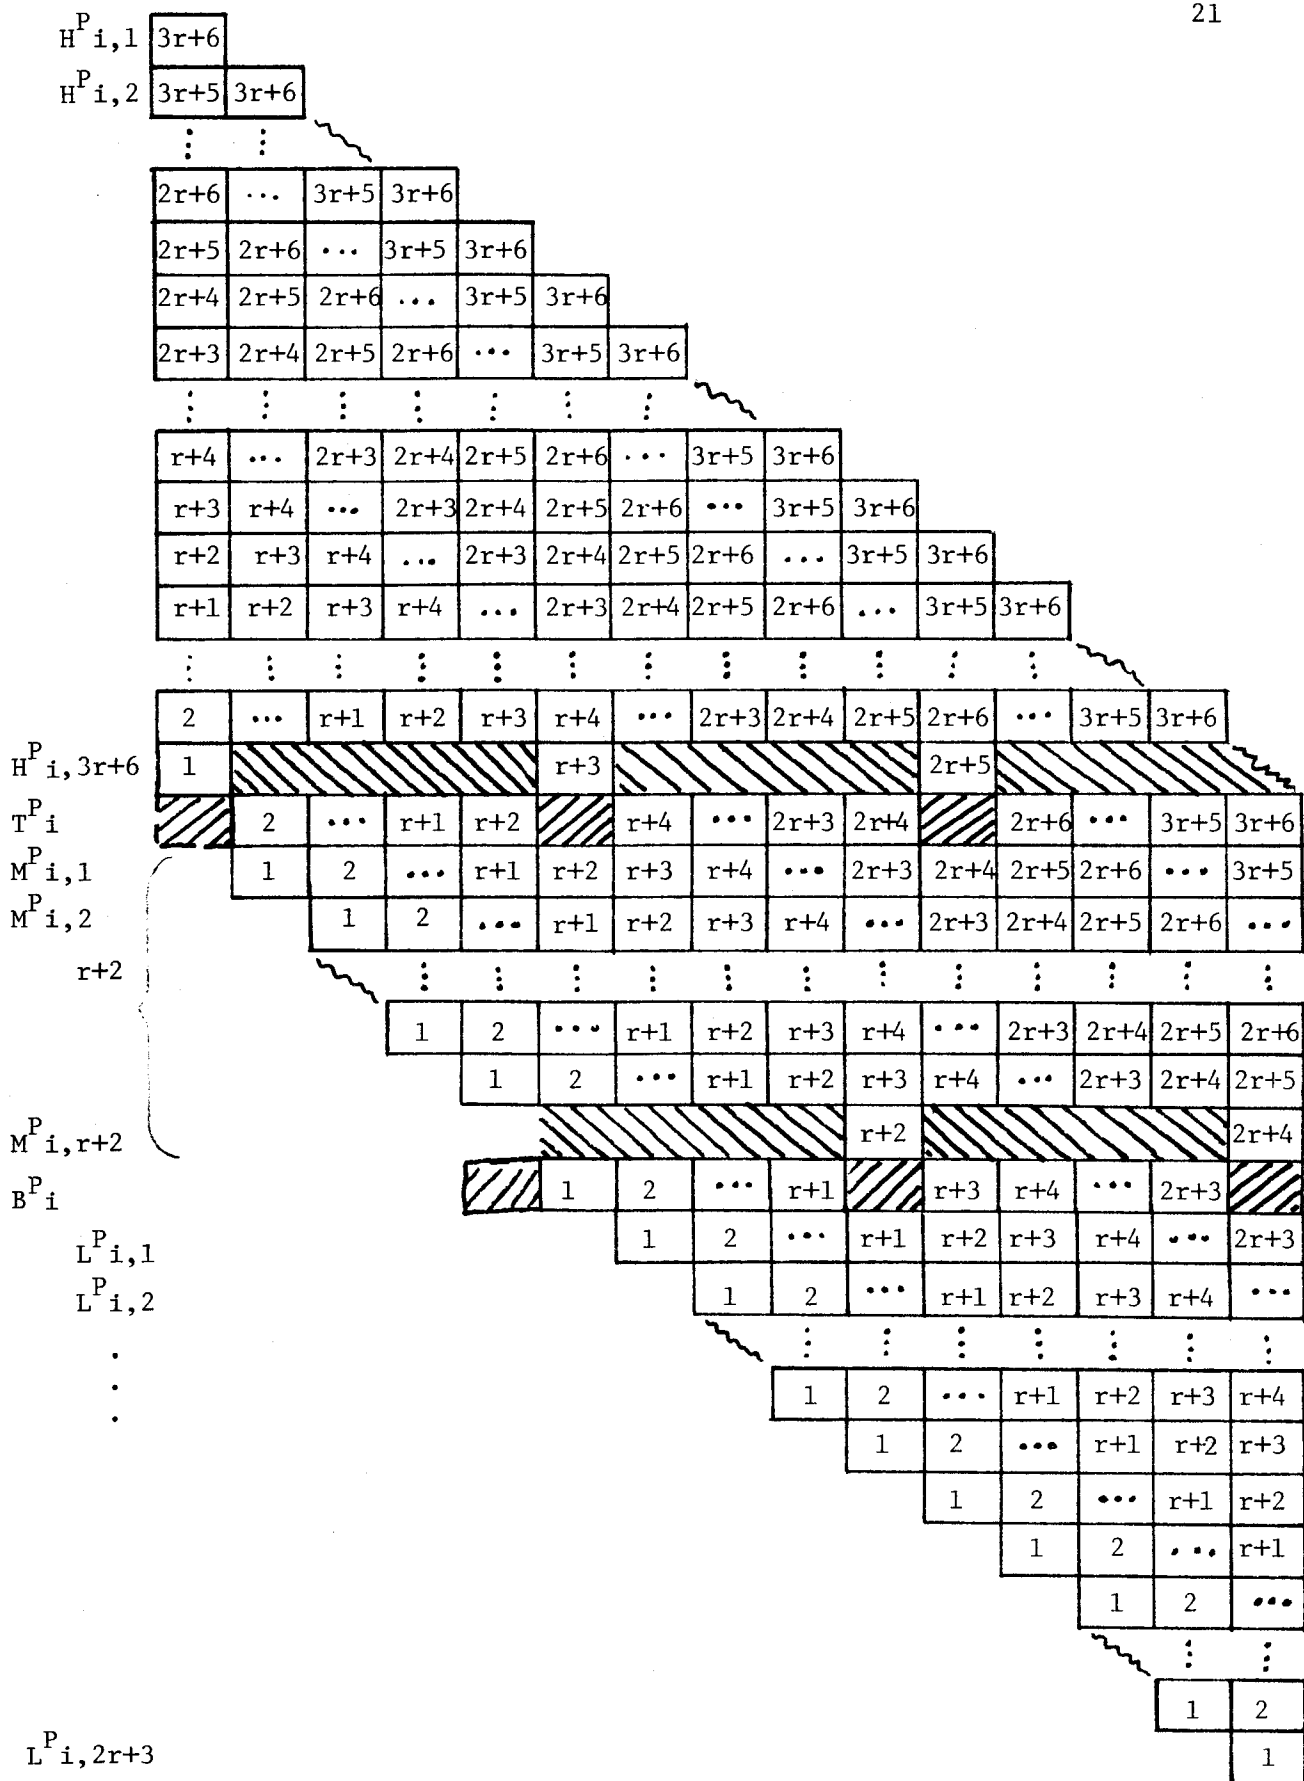 21
H^P i,1 3r+6
H^P i,2 3r+5 3r+6
⋮ ⋮
2r+6 ... 3r+5 3r+6
2r+5 2r+6 ... 3r+5 3r+6
2r+4 2r+5 2r+6 ... 3r+5 3r+6
2r+3 2r+4 2r+5 2r+6 ... 3r+5 3r+6
⋮ ⋮ ⋮ ⋮ ⋮ ⋮ ⋮
r+4 ... 2r+3 2r+4 2r+5 2r+6 ... 3r+5 3r+6
r+3 r+4 ... 2r+3 2r+4 2r+5 2r+6 ... 3r+5 3r+6
r+2 r+3 r+4 ... 2r+3 2r+4 2r+5 2r+6 ... 3r+5 3r+6
r+1 r+2 r+3 r+4 ... 2r+3 2r+4 2r+5 2r+6 ... 3r+5 3r+6
⋮ ⋮ ⋮ ⋮ ⋮ ⋮ ⋮ ⋮ ⋮ ⋮ ⋮ ⋮
2 ... r+1 r+2 r+3 r+4 ... 2r+3 2r+4 2r+5 2r+6 ... 3r+5 3r+6
H^P i,3r+6 1 r+3 2r+5
T^P i 2 ... r+1 r+2 r+4 ... 2r+3 2r+4 2r+6 ... 3r+5 3r+6
M^P i,1 1 2 ... r+1 r+2 r+3 r+4 ... 2r+3 2r+4 2r+5 2r+6 ... 3r+5
M^P i,2 1 2 ... r+1 r+2 r+3 r+4 ... 2r+3 2r+4 2r+5 2r+6 ...
r+2 ⋮ ⋮ ⋮ ⋮ ⋮ ⋮ ⋮ ⋮ ⋮ ⋮ ⋮ ⋮
1 2 ... r+1 r+2 r+3 r+4 ... 2r+3 2r+4 2r+5 2r+6
1 2 ... r+1 r+2 r+3 r+4 ... 2r+3 2r+4 2r+5
M^P i,r+2 r+2 2r+4
B^P i 1 2 ... r+1 r+3 r+4 ... 2r+3
L^P i,1 1 2 ... r+1 r+2 r+3 r+4 ... 2r+3
L^P i,2 1 2 ... r+1 r+2 r+3 r+4 ...
. ⋮ ⋮ ⋮ ⋮ ⋮ ⋮ ⋮
. 1 2 ... r+1 r+2 r+3 r+4
. 1 2 ... r+1 r+2 r+3
1 2 ... r+1 r+2
1 2 ... r+1
1 2 ...
⋮ ⋮
1 2
L^P i,2r+3 1